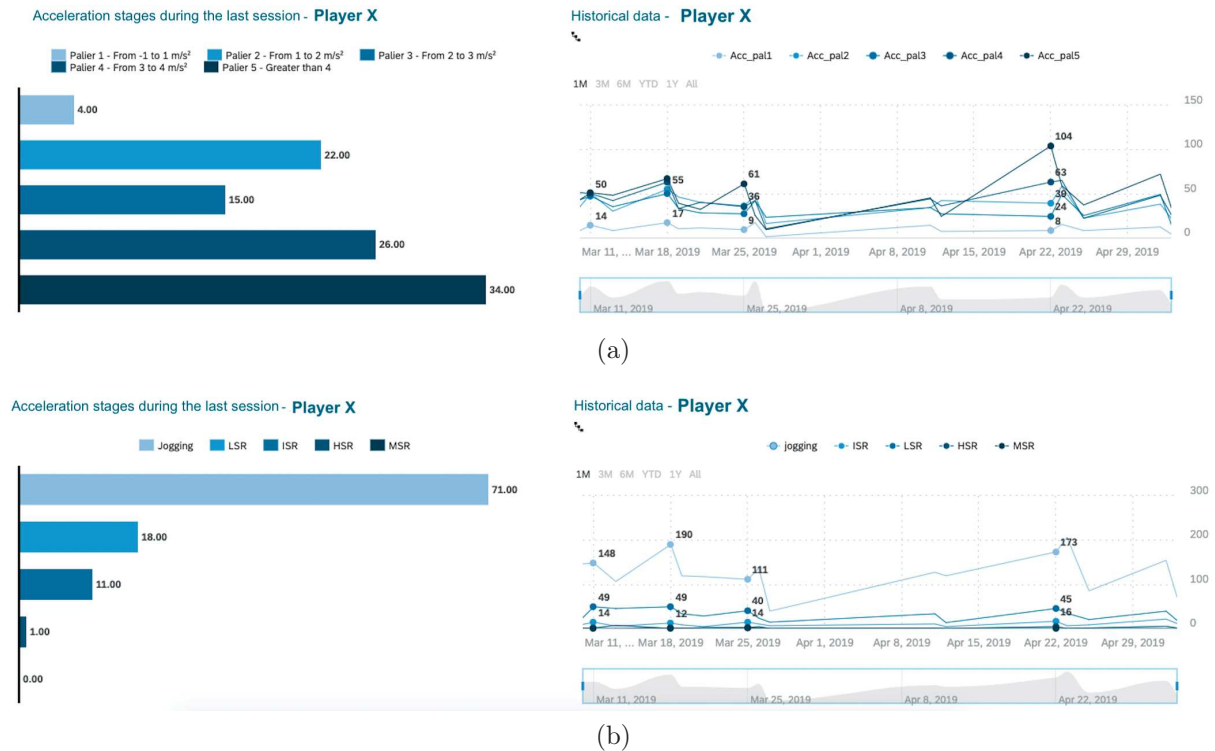 Acceleration stages during the last session - Player X
Palier 1 - From -1 to 1 m/s² Palier 2 - From 1 to 2 m/s² Palier 3 - From 2 to 3 m/s²
Palier 4 - From 3 to 4 m/s² Palier 5 - Greater than 4
4.00
22.00
15.00
26.00
34.00
Historical data - Player X
Acc_pal1 Acc_pal2 Acc_pal3 Acc_pal4 Acc_pal5
1M 3M 6M YTD 1Y All
150
104
100
50 55 61 63
36 39 50
14 17 9 24
8 0
Mar 11, ... Mar 18, 2019 Mar 25, 2019 Apr 1, 2019 Apr 8, 2019 Apr 15, 2019 Apr 22, 2019 Apr 29, 2019
Mar 11, 2019 Mar 25, 2019 Apr 8, 2019 Apr 22, 2019
(a)
Acceleration stages during the last session - Player X
Jogging LSR ISR HSR MSR
71.00
18.00
11.00
1.00
0.00
Historical data - Player X
jogging ISR LSR HSR MSR
1M 3M 6M YTD 1Y All
300
200
148 190 111 173
100
49 49 40 45
14 12 14 16
0
Mar 11, ... Mar 18, 2019 Mar 25, 2019 Apr 1, 2019 Apr 8, 2019 Apr 15, 2019 Apr 22, 2019 Apr 29, 2019
Mar 11, 2019 Mar 25, 2019 Apr 8, 2019 Apr 22, 2019
(b)